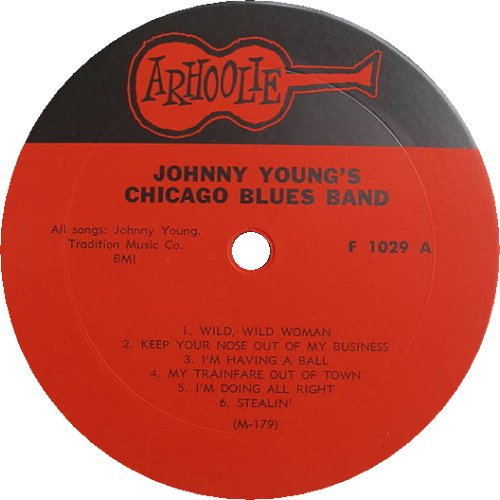 ARHOOLIE
JOHNNY YOUNG'S
CHICAGO BLUES BAND
All songs: Johnny Young.
Tradition Music Co.
BMI
F 1029 A
1. WILD, WILD WOMAN
2. KEEP YOUR NOSE OUT OF MY BUSINESS
3. I'M HAVING A BALL
4. MY TRAINFARE OUT OF TOWN
5. I'M DOING ALL RIGHT
6. STEALIN'
(M-179)